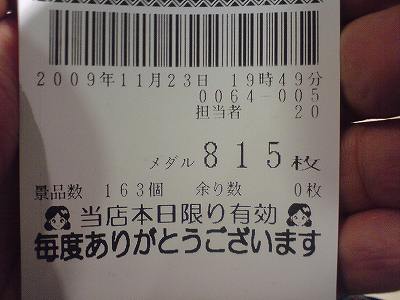 2009年11月23日 19時49分
0064-005
担当者 20
メダル 815枚
景品数 163個 余り数 0枚
当店本日限り有効
毎度ありがとうございます